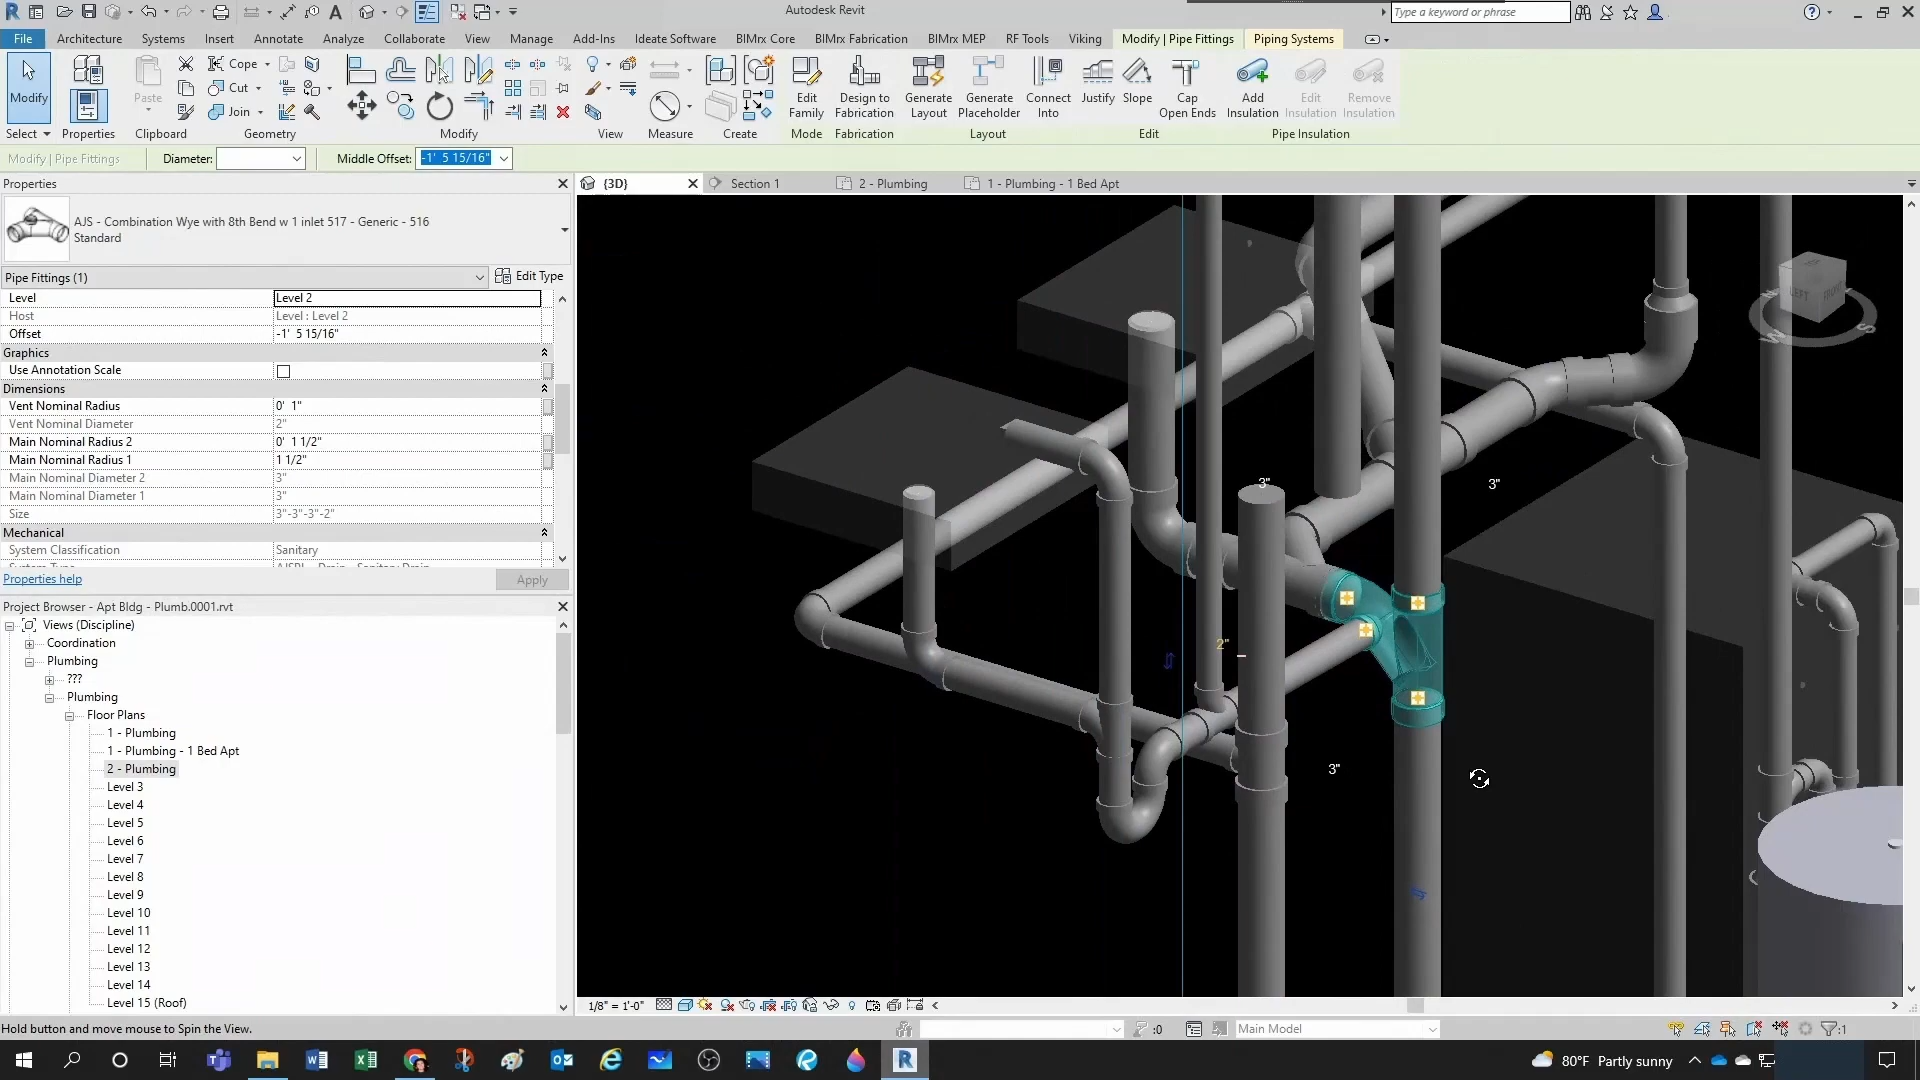 Autodesk Revit
Type a keyword or phrase
File Architecture Systems Insert Annotate Analyze Collaborate View Manage Add-Ins Ideate Software BIMrx Core BIMrx Fabrication BIMrx MEP RF Tools Viking Modify | Pipe Fittings Piping Systems
Modify
Paste
Cope
Cut
Join
Edit Family
Design to Fabrication
Generate Layout
Generate Placeholder
Connect Into
Justify
Slope
Cap Open Ends
Add Insulation
Edit Insulation
Remove Insulation
Select Properties Clipboard Geometry Modify View Measure Create Mode Fabrication Layout Edit Pipe Insulation
Modify | Pipe Fittings Diameter: Middle Offset: -1' 5 15/16"
Properties
{3D} Section 1 2 - Plumbing 1 - Plumbing - 1 Bed Apt
AJS - Combination Wye with 8th Bend w 1 inlet 517 - Generic - 516
Standard
Pipe Fittings (1) Edit Type
Level Level 2
Host Level : Level 2
Offset -1' 5 15/16"
Graphics
Use Annotation Scale
Dimensions
Vent Nominal Radius 0' 1"
Vent Nominal Diameter 2"
Main Nominal Radius 2 0' 1 1/2"
Main Nominal Radius 1 1 1/2"
Main Nominal Diameter 2 3"
Main Nominal Diameter 1 3"
Size 3"-3"-3"-2"
Mechanical
System Classification Sanitary
Properties help Apply
Project Browser - Apt Bldg - Plumb.0001.rvt
Views (Discipline)
Coordination
Plumbing
???
Plumbing
Floor Plans
1 - Plumbing
1 - Plumbing - 1 Bed Apt
2 - Plumbing
Level 3
Level 4
Level 5
Level 6
Level 7
Level 8
Level 9
Level 10
Level 11
Level 12
Level 13
Level 14
Level 15 (Roof)
LEFT FRONT
S
3"
3"
2"
3"
1/8" = 1'-0"
Hold button and move mouse to Spin the View.
:0
Main Model
:1
80°F Partly sunny